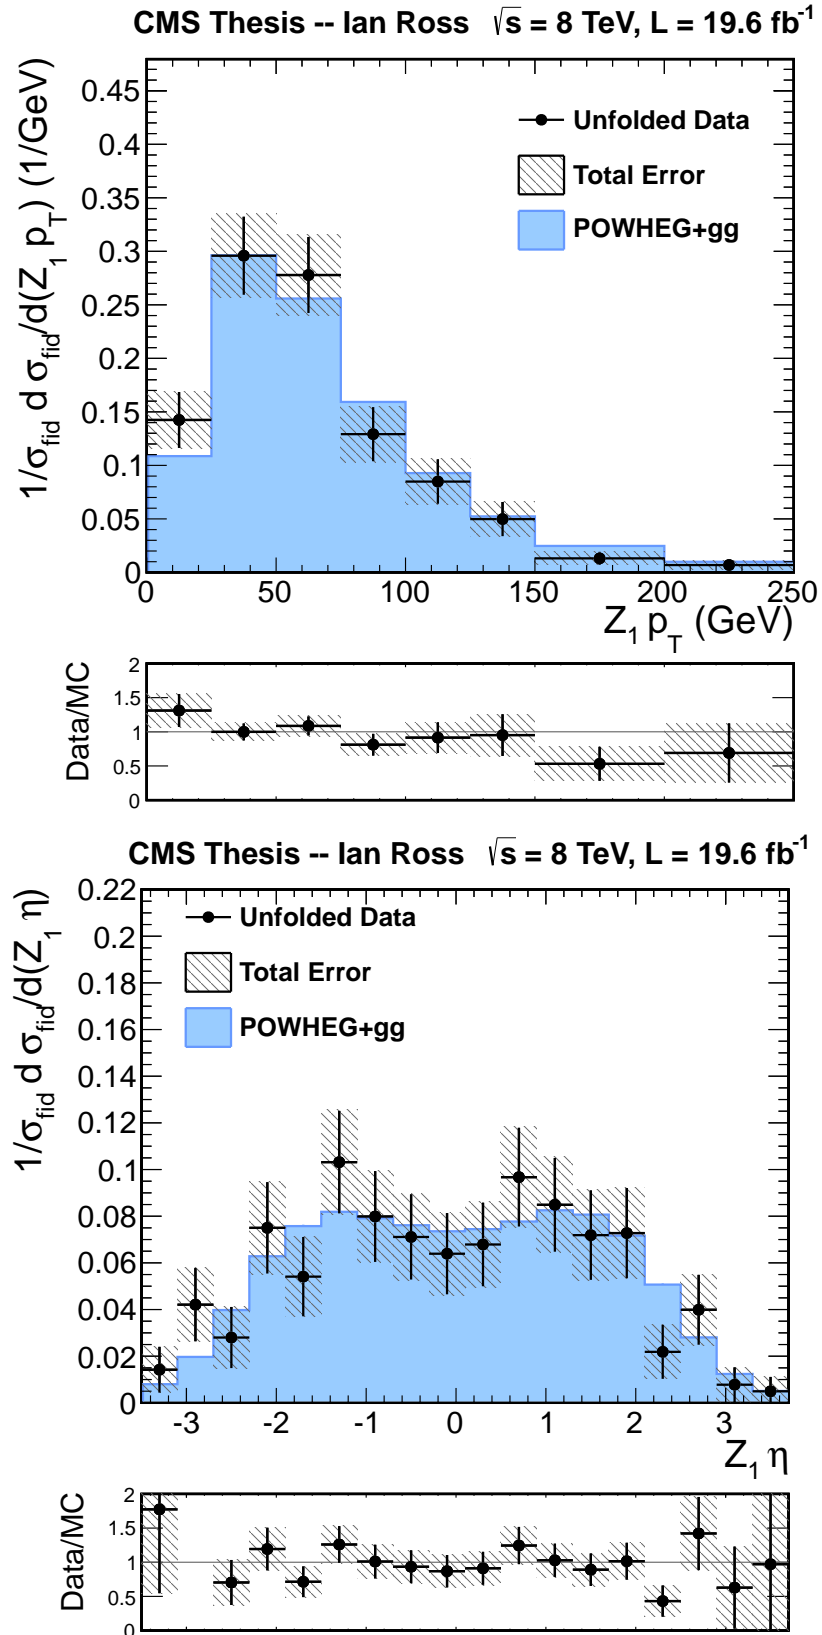 CMS Thesis -- Ian Ross √s = 8 TeV, L = 19.6 fb⁻¹
1/σ_fid d σ_fid/d(Z₁ p_T) (1/GeV)
0.45
0.4
0.35
0.3
0.25
0.2
0.15
0.1
0.05
0
Unfolded Data
Total Error
POWHEG+gg
0 50 100 150 200 250
Z₁ p_T (GeV)
Data/MC
2
1.5
1
0.5
0
CMS Thesis -- Ian Ross √s = 8 TeV, L = 19.6 fb⁻¹
1/σ_fid d σ_fid/d(Z₁ η)
0.22
0.2
0.18
0.16
0.14
0.12
0.1
0.08
0.06
0.04
0.02
0
Unfolded Data
Total Error
POWHEG+gg
-3 -2 -1 0 1 2 3
Z₁ η
Data/MC
2
1.5
1
0.5
0